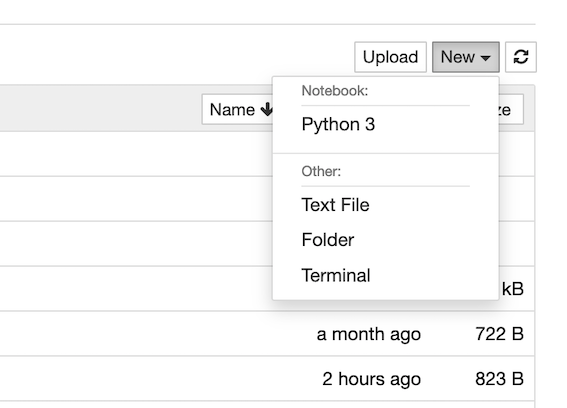 Upload New
Notebook:
Name
Python 3
Other:
Text File
Folder
Terminal
kB
a month ago 722 B
2 hours ago 823 B